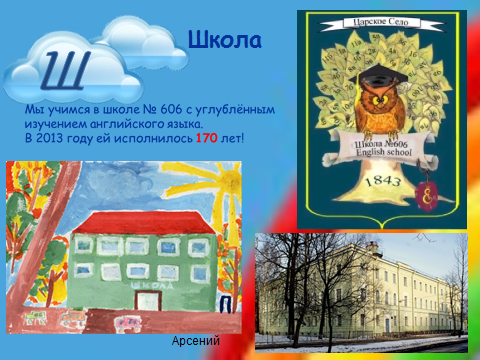 Школа
Ш
Мы учимся в школе № 606 с углублённым
изучением английского языка.
В 2013 году ей исполнилось 170 лет!
Царское Село
Школа №606
English school
1843
ШКОЛА
Арсений